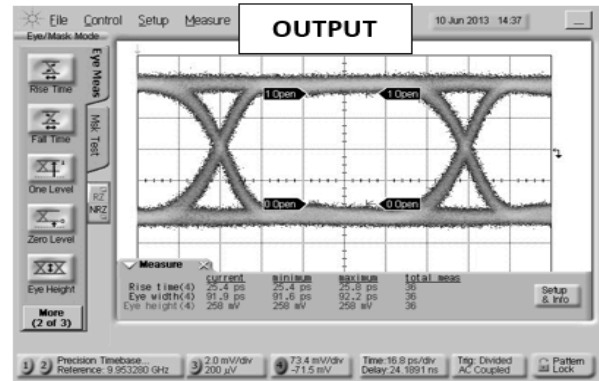 File Control Setup Measure
OUTPUT
10 Jun 2013 14:37
Eye/Mask Mode
Eye Meas
Msk Test
Rise Time
Fall Time
One Level
Zero Level
Eye Height
More
(2 of 3)
RZ
NRZ
1 Open
1 Open
0 Open
0 Open
Measure
current minimum maximum total meas
Rise time(4) 25.4 ps 25.4 ps 25.8 ps 36
Eye width(4) 91.9 ps 91.6 ps 92.2 ps 36
Eye height(4) 258 mV 258 mV 258 mV 36
Setup
& Info
1) 2) Precision Timebase...
Reference: 9.953280 GHz
3) 2.0 mV/div
200 µV
4) 73.4 mV/div
-71.5 mV
Time:16.8 ps/div
Delay:24.1891 ns
Trig: Divided
AC Coupled
Pattern
Lock